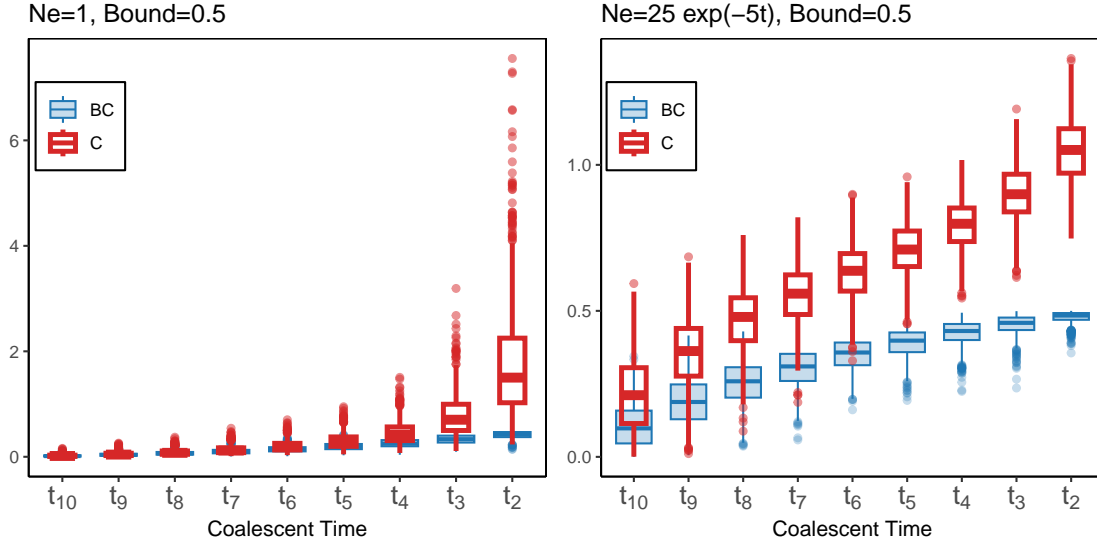 Ne=1, Bound=0.5
BC
C
6
4
2
0
t10 t9 t8 t7 t6 t5 t4 t3 t2
Coalescent Time
Ne=25 exp(−5t), Bound=0.5
BC
C
1.0
0.5
0.0
t10 t9 t8 t7 t6 t5 t4 t3 t2
Coalescent Time